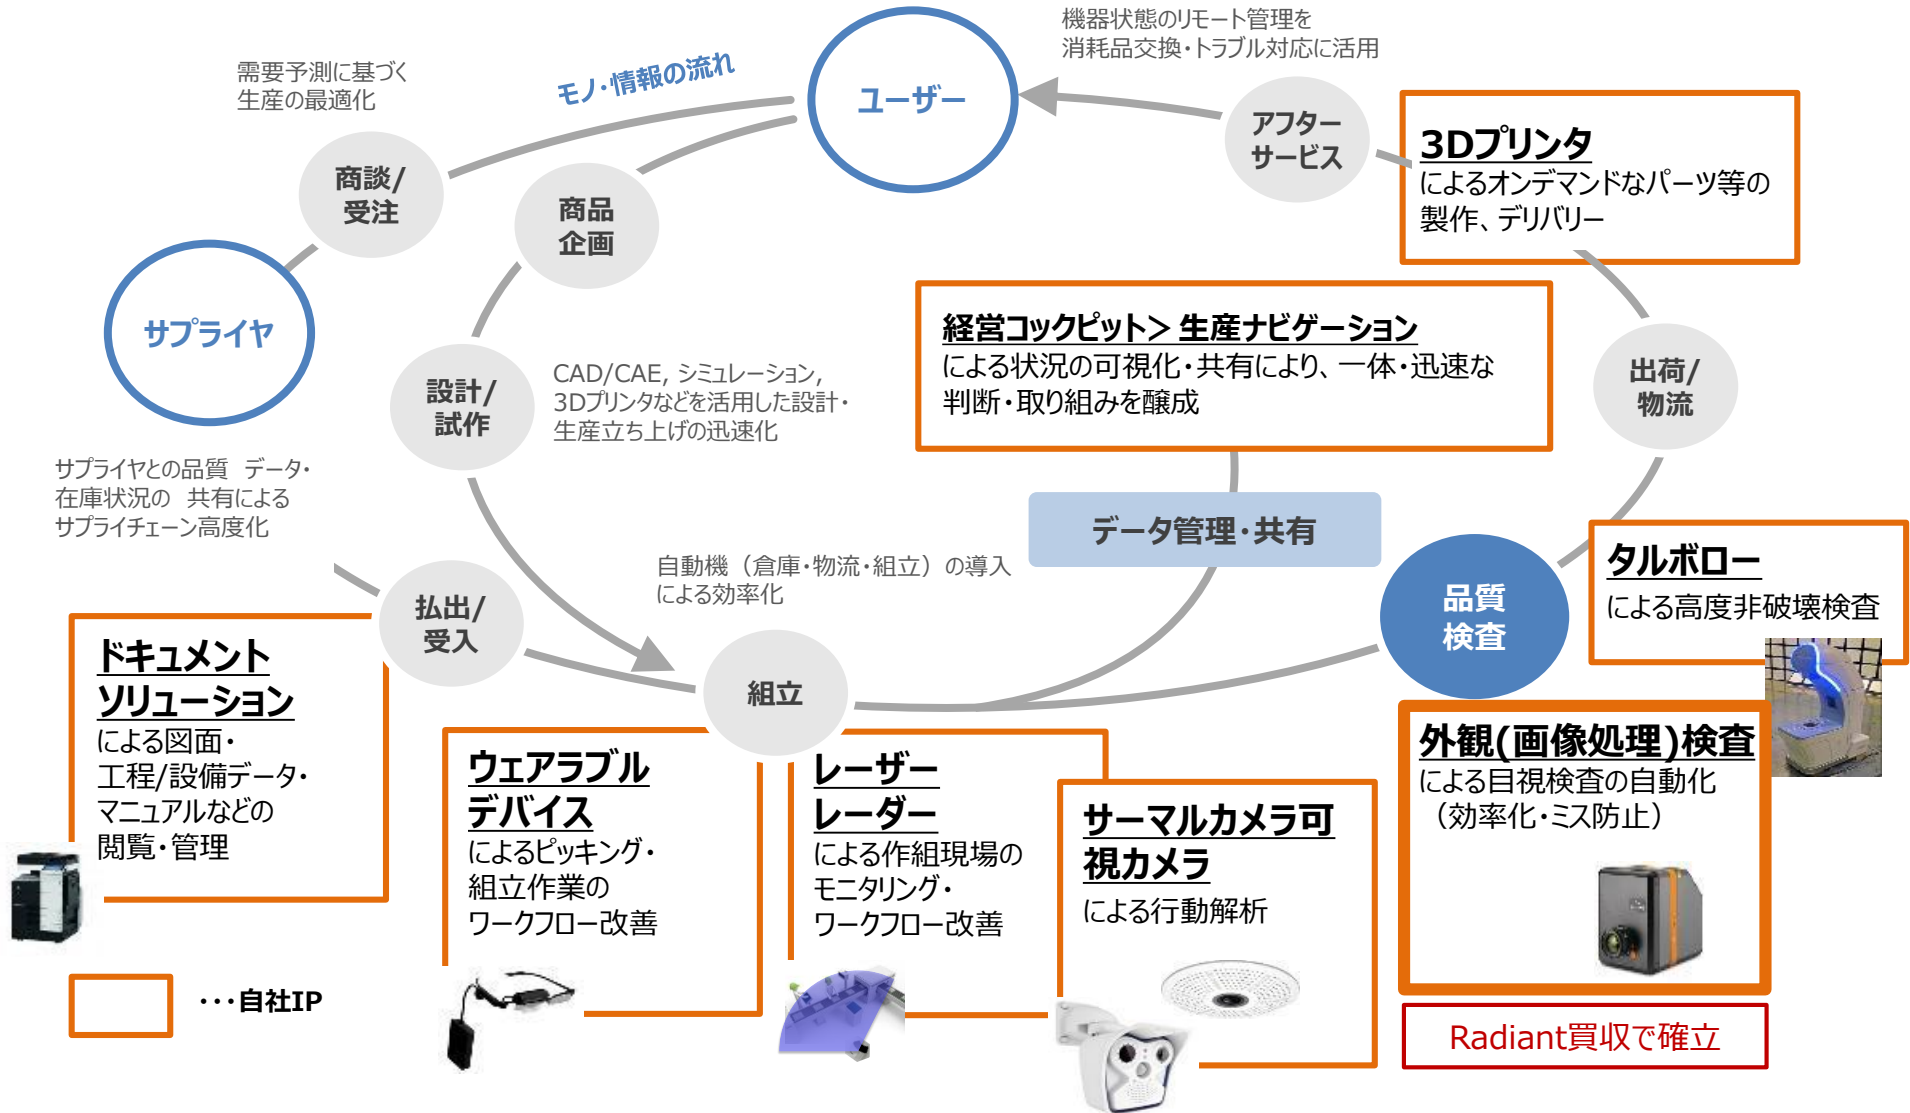 機器状態のリモート管理を
消耗品交換・トラブル対応に活用
需要予測に基づく
生産の最適化
モノ・情報の流れ
ユーザー
アフター
サービス
3Dプリンタ
によるオンデマンドなパーツ等の
製作、デリバリー
商談/
受注
商品
企画
サプライヤ
経営コックピット＞生産ナビゲーション
による状況の可視化・共有により、一体・迅速な
判断・取り組みを醸成
出荷/
物流
設計/
試作
CAD/CAE, シミュレーション,
3Dプリンタなどを活用した設計・
生産立ち上げの迅速化
サプライヤとの品質 データ・
在庫状況の 共有による
サプライチェーン高度化
データ管理・共有
自動機（倉庫・物流・組立）の導入
による効率化
品質
検査
タルボロー
による高度非破壊検査
払出/
受入
組立
ドキュメント
ソリューション
による図面・
工程/設備データ・
マニュアルなどの
閲覧・管理
ウェアラブル
デバイス
によるピッキング・
組立作業の
ワークフロー改善
レーザー
レーダー
による作組現場の
モニタリング・
ワークフロー改善
サーマルカメラ可
視カメラ
による行動解析
外観(画像処理)検査
による目視検査の自動化
（効率化・ミス防止）
・・・自社IP
Radiant買収で確立